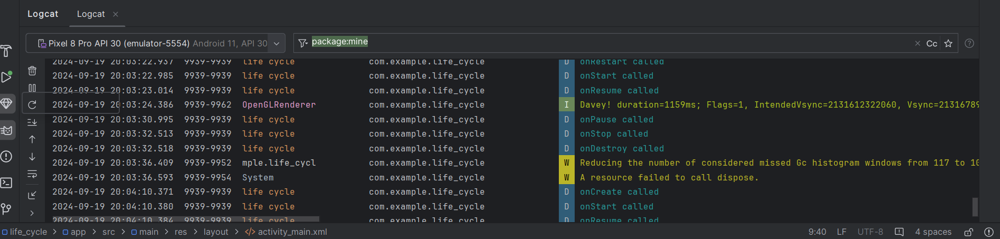 Logcat Logcat
Pixel 8 Pro API 30 (emulator-5554) Android 11, API 30 package:mine Cc
2024-09-19 20:03:22.937 9939-9939 life cycle com.example.life_cycle D onRestart called
2024-09-19 20:03:22.985 9939-9939 life cycle com.example.life_cycle D onStart called
2024-09-19 20:03:23.014 9939-9939 life cycle com.example.life_cycle D onResume called
2024-09-19 20:03:24.386 9939-9962 OpenGLRenderer com.example.life_cycle I Davey! duration=1159ms; Flags=1, IntendedVsync=2131612322060, Vsync=21316789
2024-09-19 20:03:30.995 9939-9939 life cycle com.example.life_cycle D onPause called
2024-09-19 20:03:32.513 9939-9939 life cycle com.example.life_cycle D onStop called
2024-09-19 20:03:32.518 9939-9939 life cycle com.example.life_cycle D onDestroy called
2024-09-19 20:03:36.409 9939-9952 mple.life_cycl com.example.life_cycle W Reducing the number of considered missed Gc histogram windows from 117 to 10
2024-09-19 20:03:36.593 9939-9954 System com.example.life_cycle W A resource failed to call dispose.
2024-09-19 20:04:10.371 9939-9939 life cycle com.example.life_cycle D onCreate called
2024-09-19 20:04:10.380 9939-9939 life cycle com.example.life_cycle D onStart called
2024-09-19 20:04:10.384 9939-9939 life cycle com.example.life_cycle D onResume called
life_cycle > app > src > main > res > layout > activity_main.xml 9:40 LF UTF-8 4 spaces